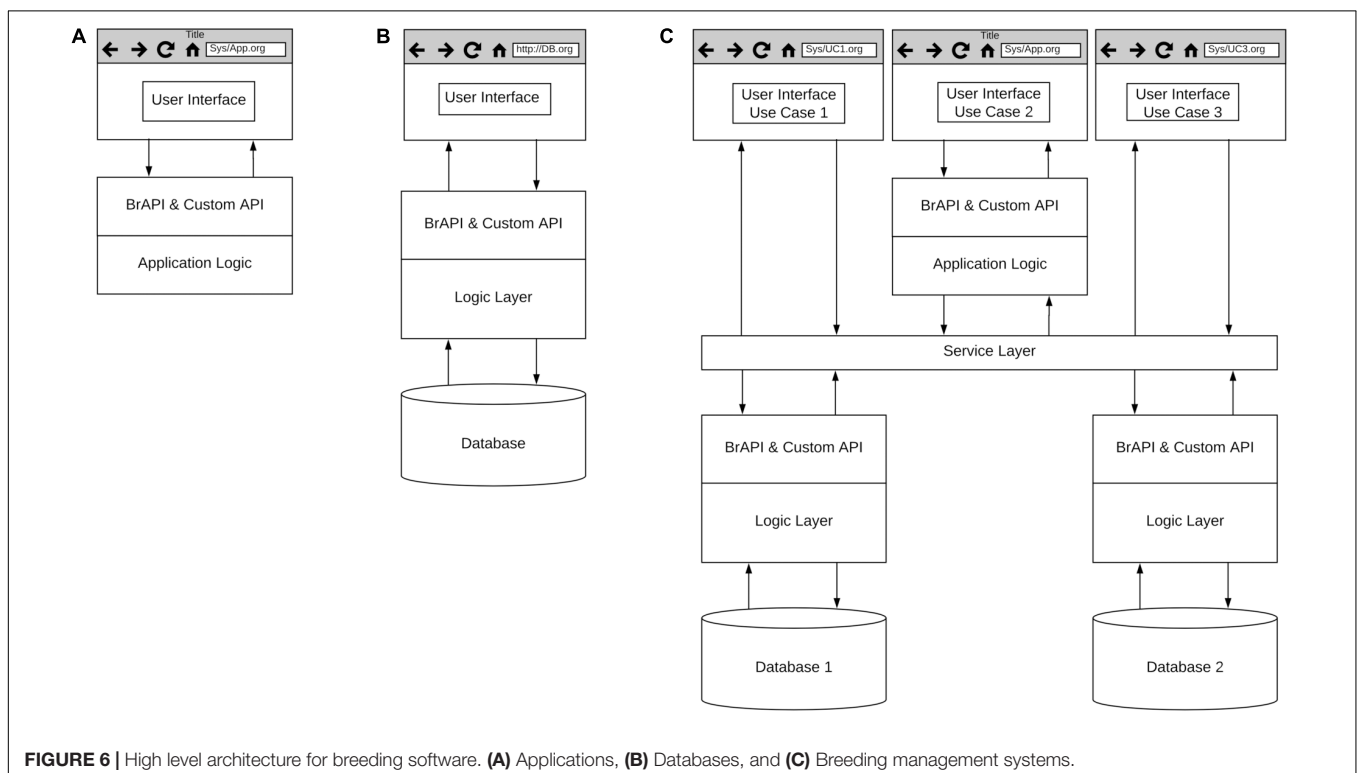 A
Title
Sys/App.org
User Interface
BrAPI & Custom API
Application Logic
B
http://DB.org
User Interface
BrAPI & Custom API
Logic Layer
Database
C
Sys/UC1.org
User Interface
Use Case 1
Title
Sys/App.org
User Interface
Use Case 2
BrAPI & Custom API
Application Logic
Sys/UC3.org
User Interface
Use Case 3
Service Layer
BrAPI & Custom API
Logic Layer
Database 1
BrAPI & Custom API
Logic Layer
Database 2
FIGURE 6 | High level architecture for breeding software. (A) Applications, (B) Databases, and (C) Breeding management systems.